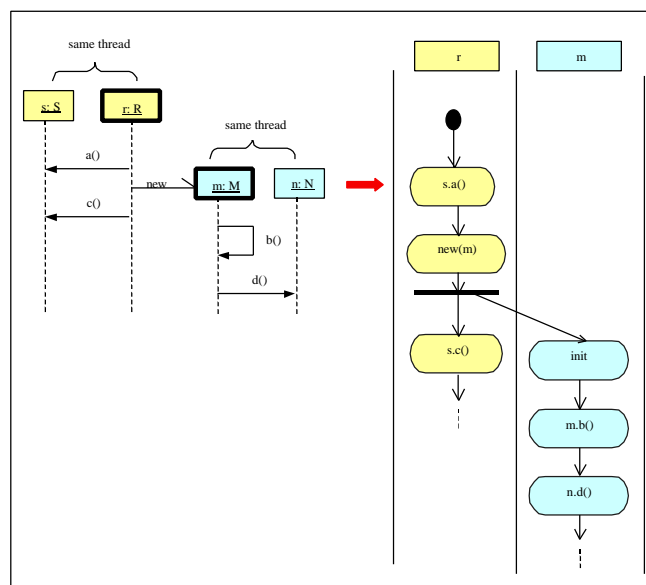 same thread
s: S
r: R
same thread
a()
new
m: M
n: N
c()
b()
d()
r
m
s.a()
new(m)
s.c()
init
m.b()
n.d()